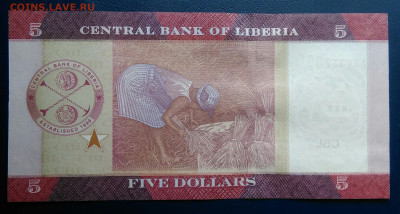 COINS.LAVE.RU
5 CENTRAL BANK OF LIBERIA 5
CENTRAL BANK OF LIBERIA
ESTABLISHED 1999
5 FIVE DOLLARS 5